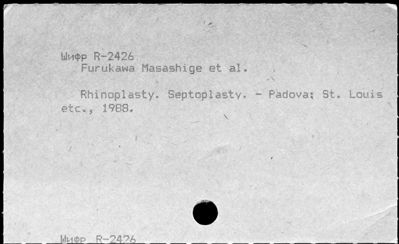 Шифр R-2426
Furukawa Masashige et al.
Rhinoplasty. Septoplasty. - Padova; St. Louis
etc., 1988.
Шифр R-2426